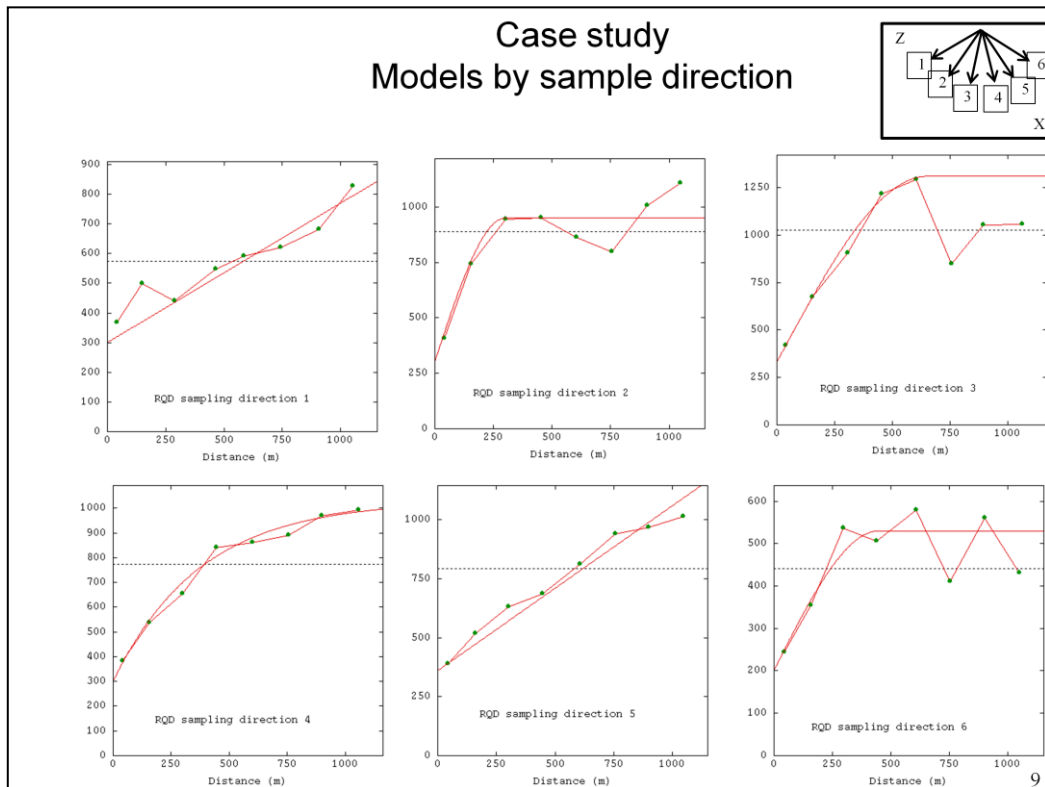 Case study
Models by sample direction
Z
1
2
3
4
5
6
X
900
800
700
600
500
400
300
200
100
0
RQD sampling direction 1
0 250 500 750 1000
Distance (m)
1000
750
500
250
0
RQD sampling direction 2
0 250 500 750 1000
Distance (m)
1250
1000
750
500
250
0
RQD sampling direction 3
0 250 500 750 1000
Distance (m)
1000
900
800
700
600
500
400
300
200
100
0
RQD sampling direction 4
0 250 500 750 1000
Distance (m)
1000
750
500
250
0
RQD sampling direction 5
0 250 500 750 1000
Distance (m)
600
500
400
300
200
100
0
RQD sampling direction 6
0 250 500 750 1000
Distance (m)
9